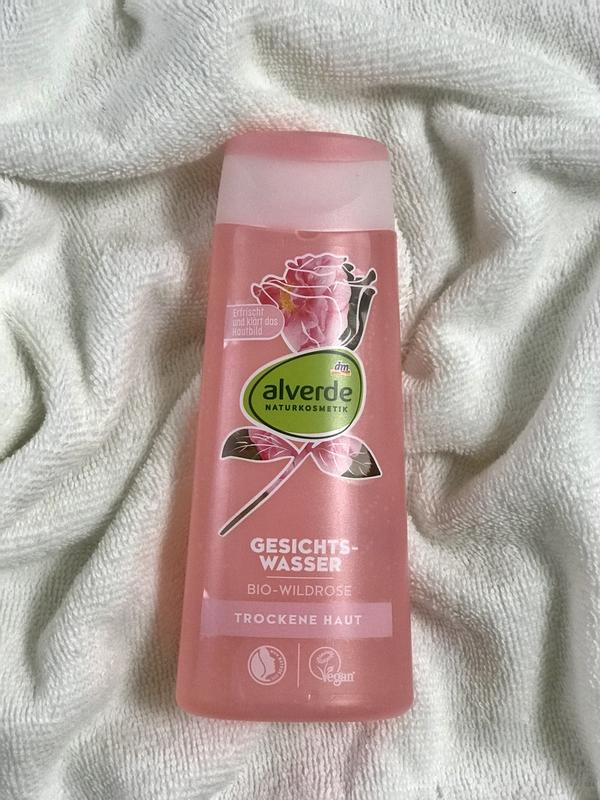 Erfrischt
und klärt das
Hautbild
dm
alverde
NATURKOSMETIK
GESICHTS-
WASSER
BIO-WILDROSE
TROCKENE HAUT
Vegan